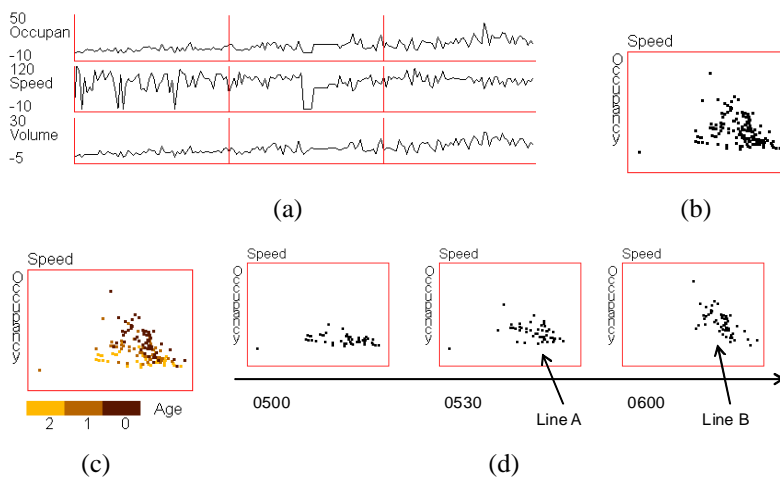 50
Occupan
-10
120
Speed
-10
30
Volume
-5
(a)
Speed
Occupancy
(b)
Speed
Occupancy
2 1 0 Age
(c)
Speed
Occupancy
Speed
Occupancy
Speed
Occupancy
0500 0530 0600
Line A Line B
(d)